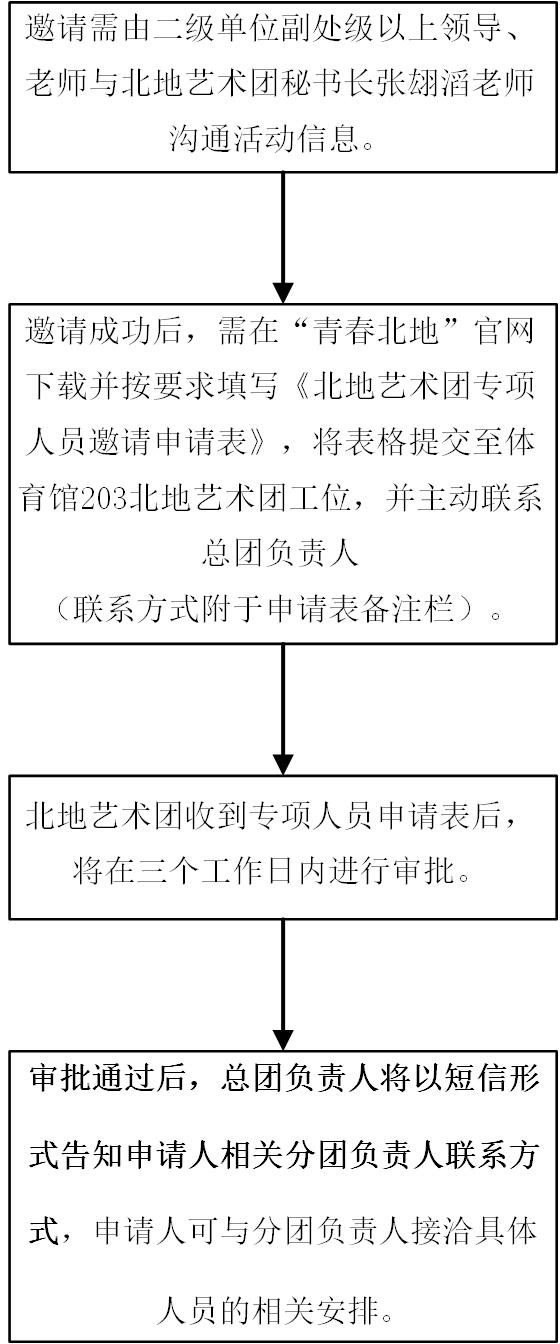 邀请需由二级单位副处级以上领导、
老师与北地艺术团秘书长张翃滔老师
沟通活动信息。
邀请成功后，需在“青春北地”官网
下载并按要求填写《北地艺术团专项
人员邀请申请表》，将表格提交至体
育馆203北地艺术团工位，并主动联系
总团负责人
（联系方式附于申请表备注栏）。
北地艺术团收到专项人员申请表后，
将在三个工作日内进行审批。
审批通过后，总团负责人将以短信形
式告知申请人相关分团负责人联系方
式，申请人可与分团负责人接洽具体
人员的相关安排。